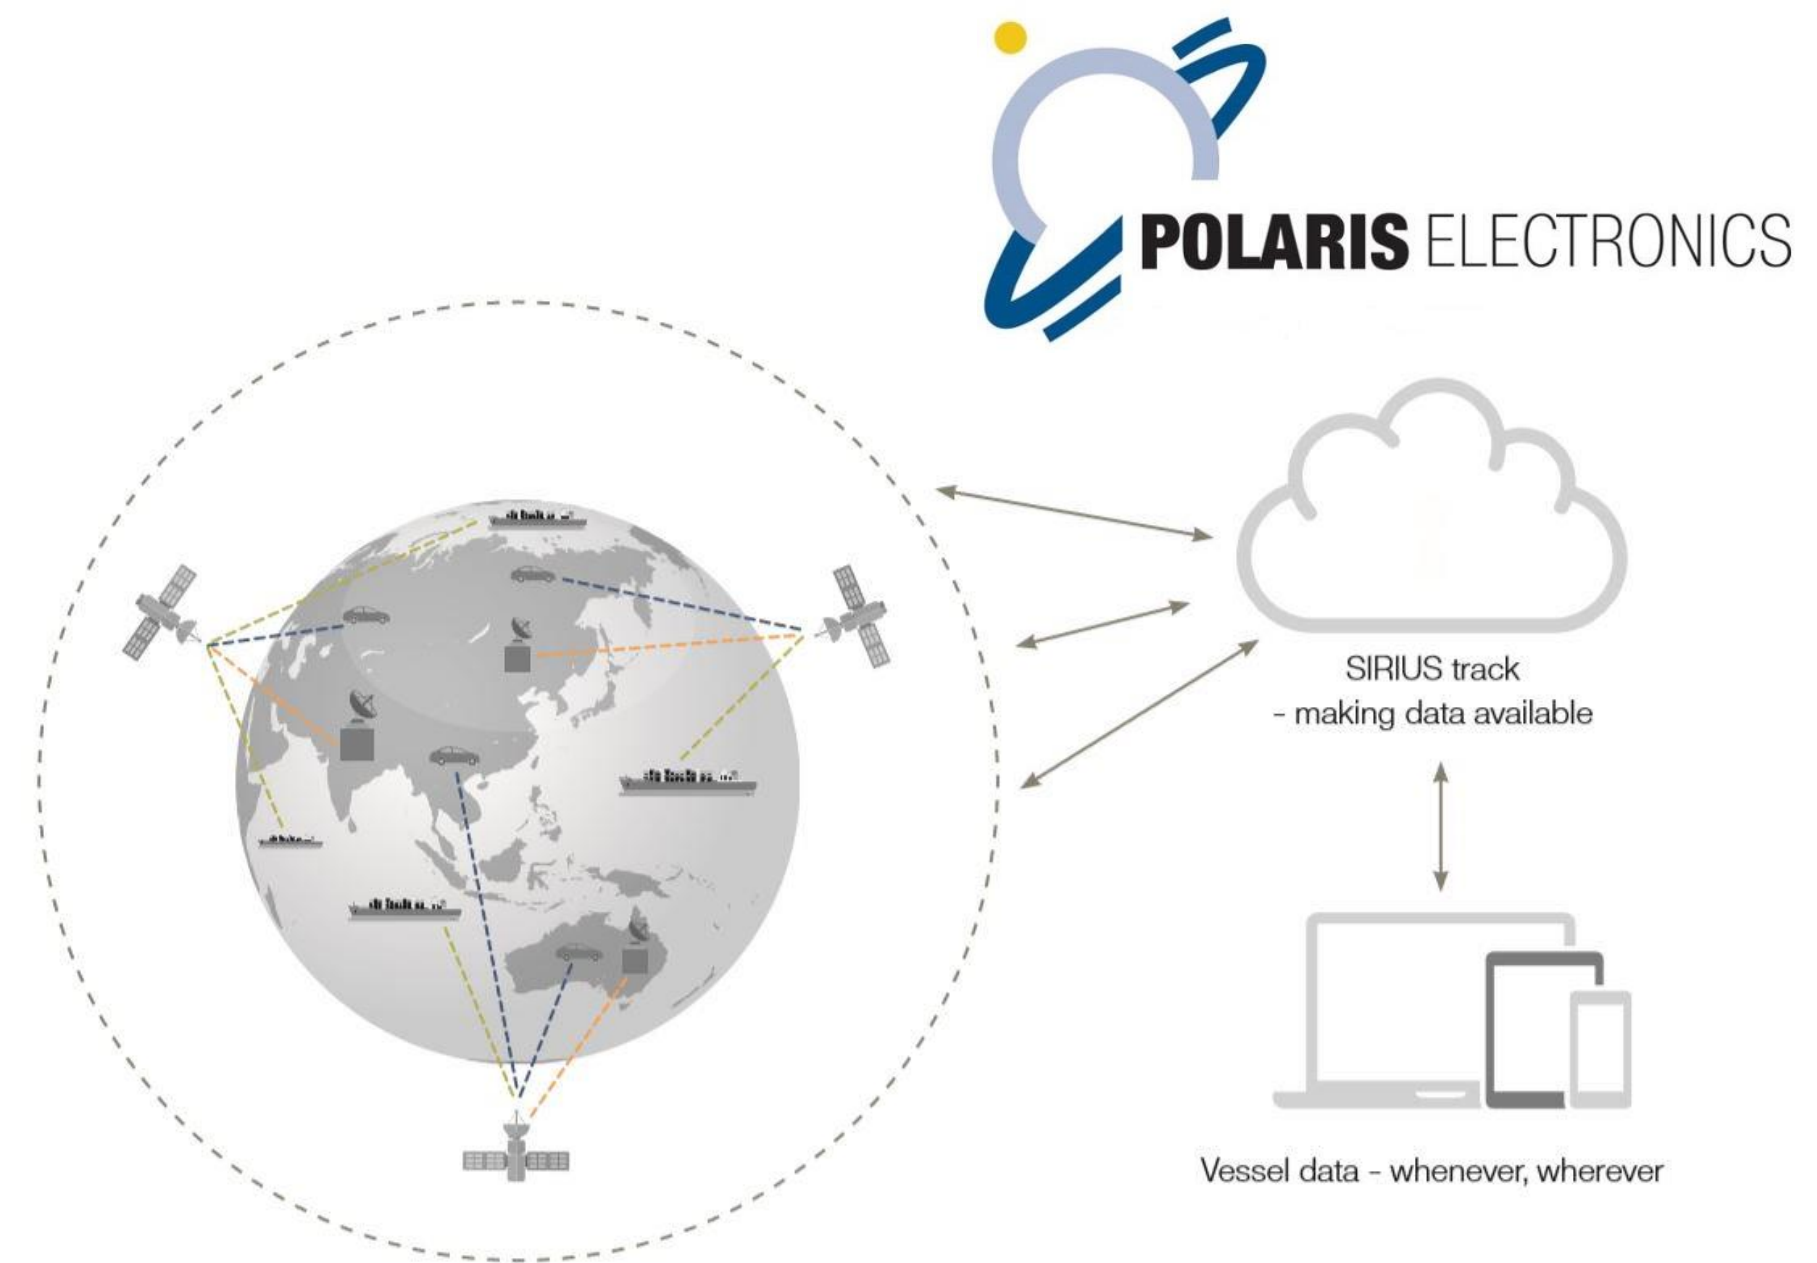 POLARIS ELECTRONICS
SIRIUS track
- making data available
Vessel data - whenever, wherever